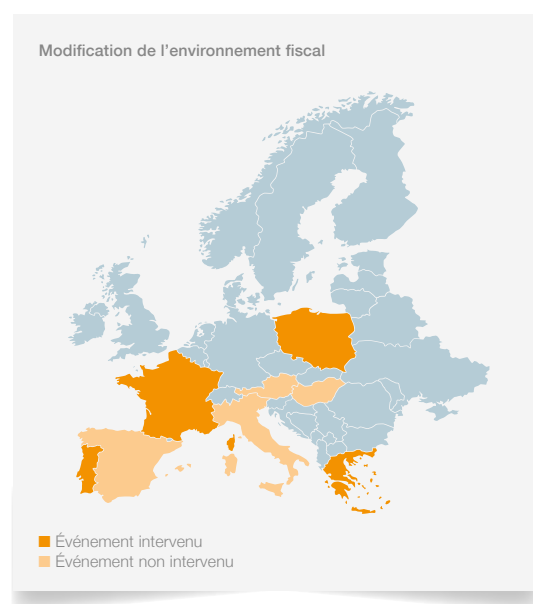 Modification de l'environnement fiscal
Événement intervenu
Événement non intervenu